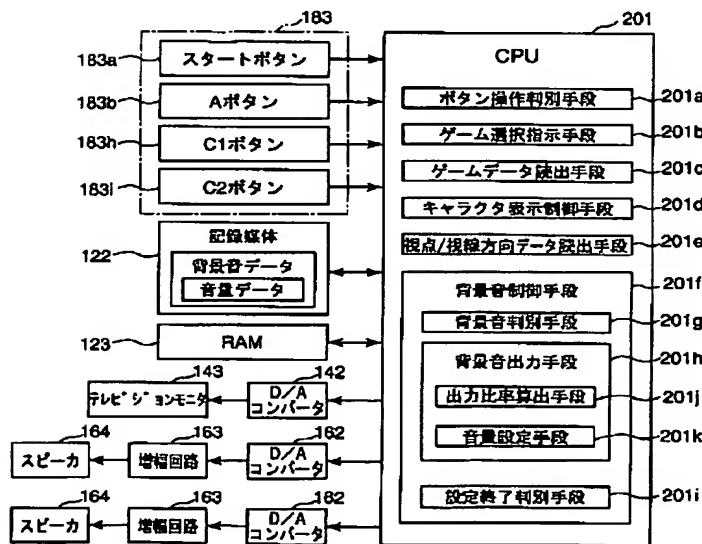 183
183a
スタートボタン
183b
Aボタン
183h
C1ボタン
183i
C2ボタン
122
記録媒体
背景音データ
音量データ
123
RAM
143
テレビジョンモニタ
142
D/A
コンバータ
164
スピーカ
163
増幅回路
162
D/A
コンバータ
164
スピーカ
163
増幅回路
162
D/A
コンバータ
201
CPU
ボタン操作判別手段
201a
ゲーム選択指示手段
201b
ゲームデータ読出手段
201c
キャラクタ表示制御手段
201d
視点/視線方向データ読出手段
201e
背景音制御手段
201f
背景音判別手段
201g
背景音出力手段
201h
出力比率算出手段
201j
音量設定手段
201k
設定終了判別手段
201i